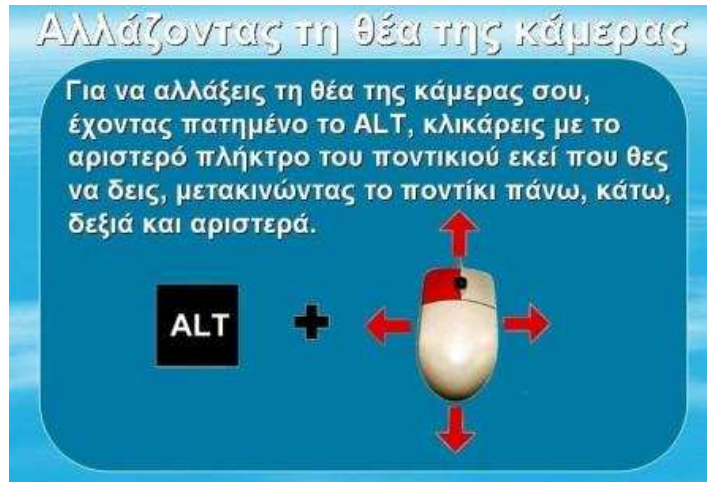 Αλλάζοντας τη θέα της κάμερας
Για να αλλάξεις τη θέα της κάμερας σου,
έχοντας πατημένο το ALT, κλικάρεις με το
αριστερό πλήκτρο του ποντικιού εκεί που θες
να δεις, μετακινώντας το ποντίκι πάνω, κάτω,
δεξιά και αριστερά.
ALT